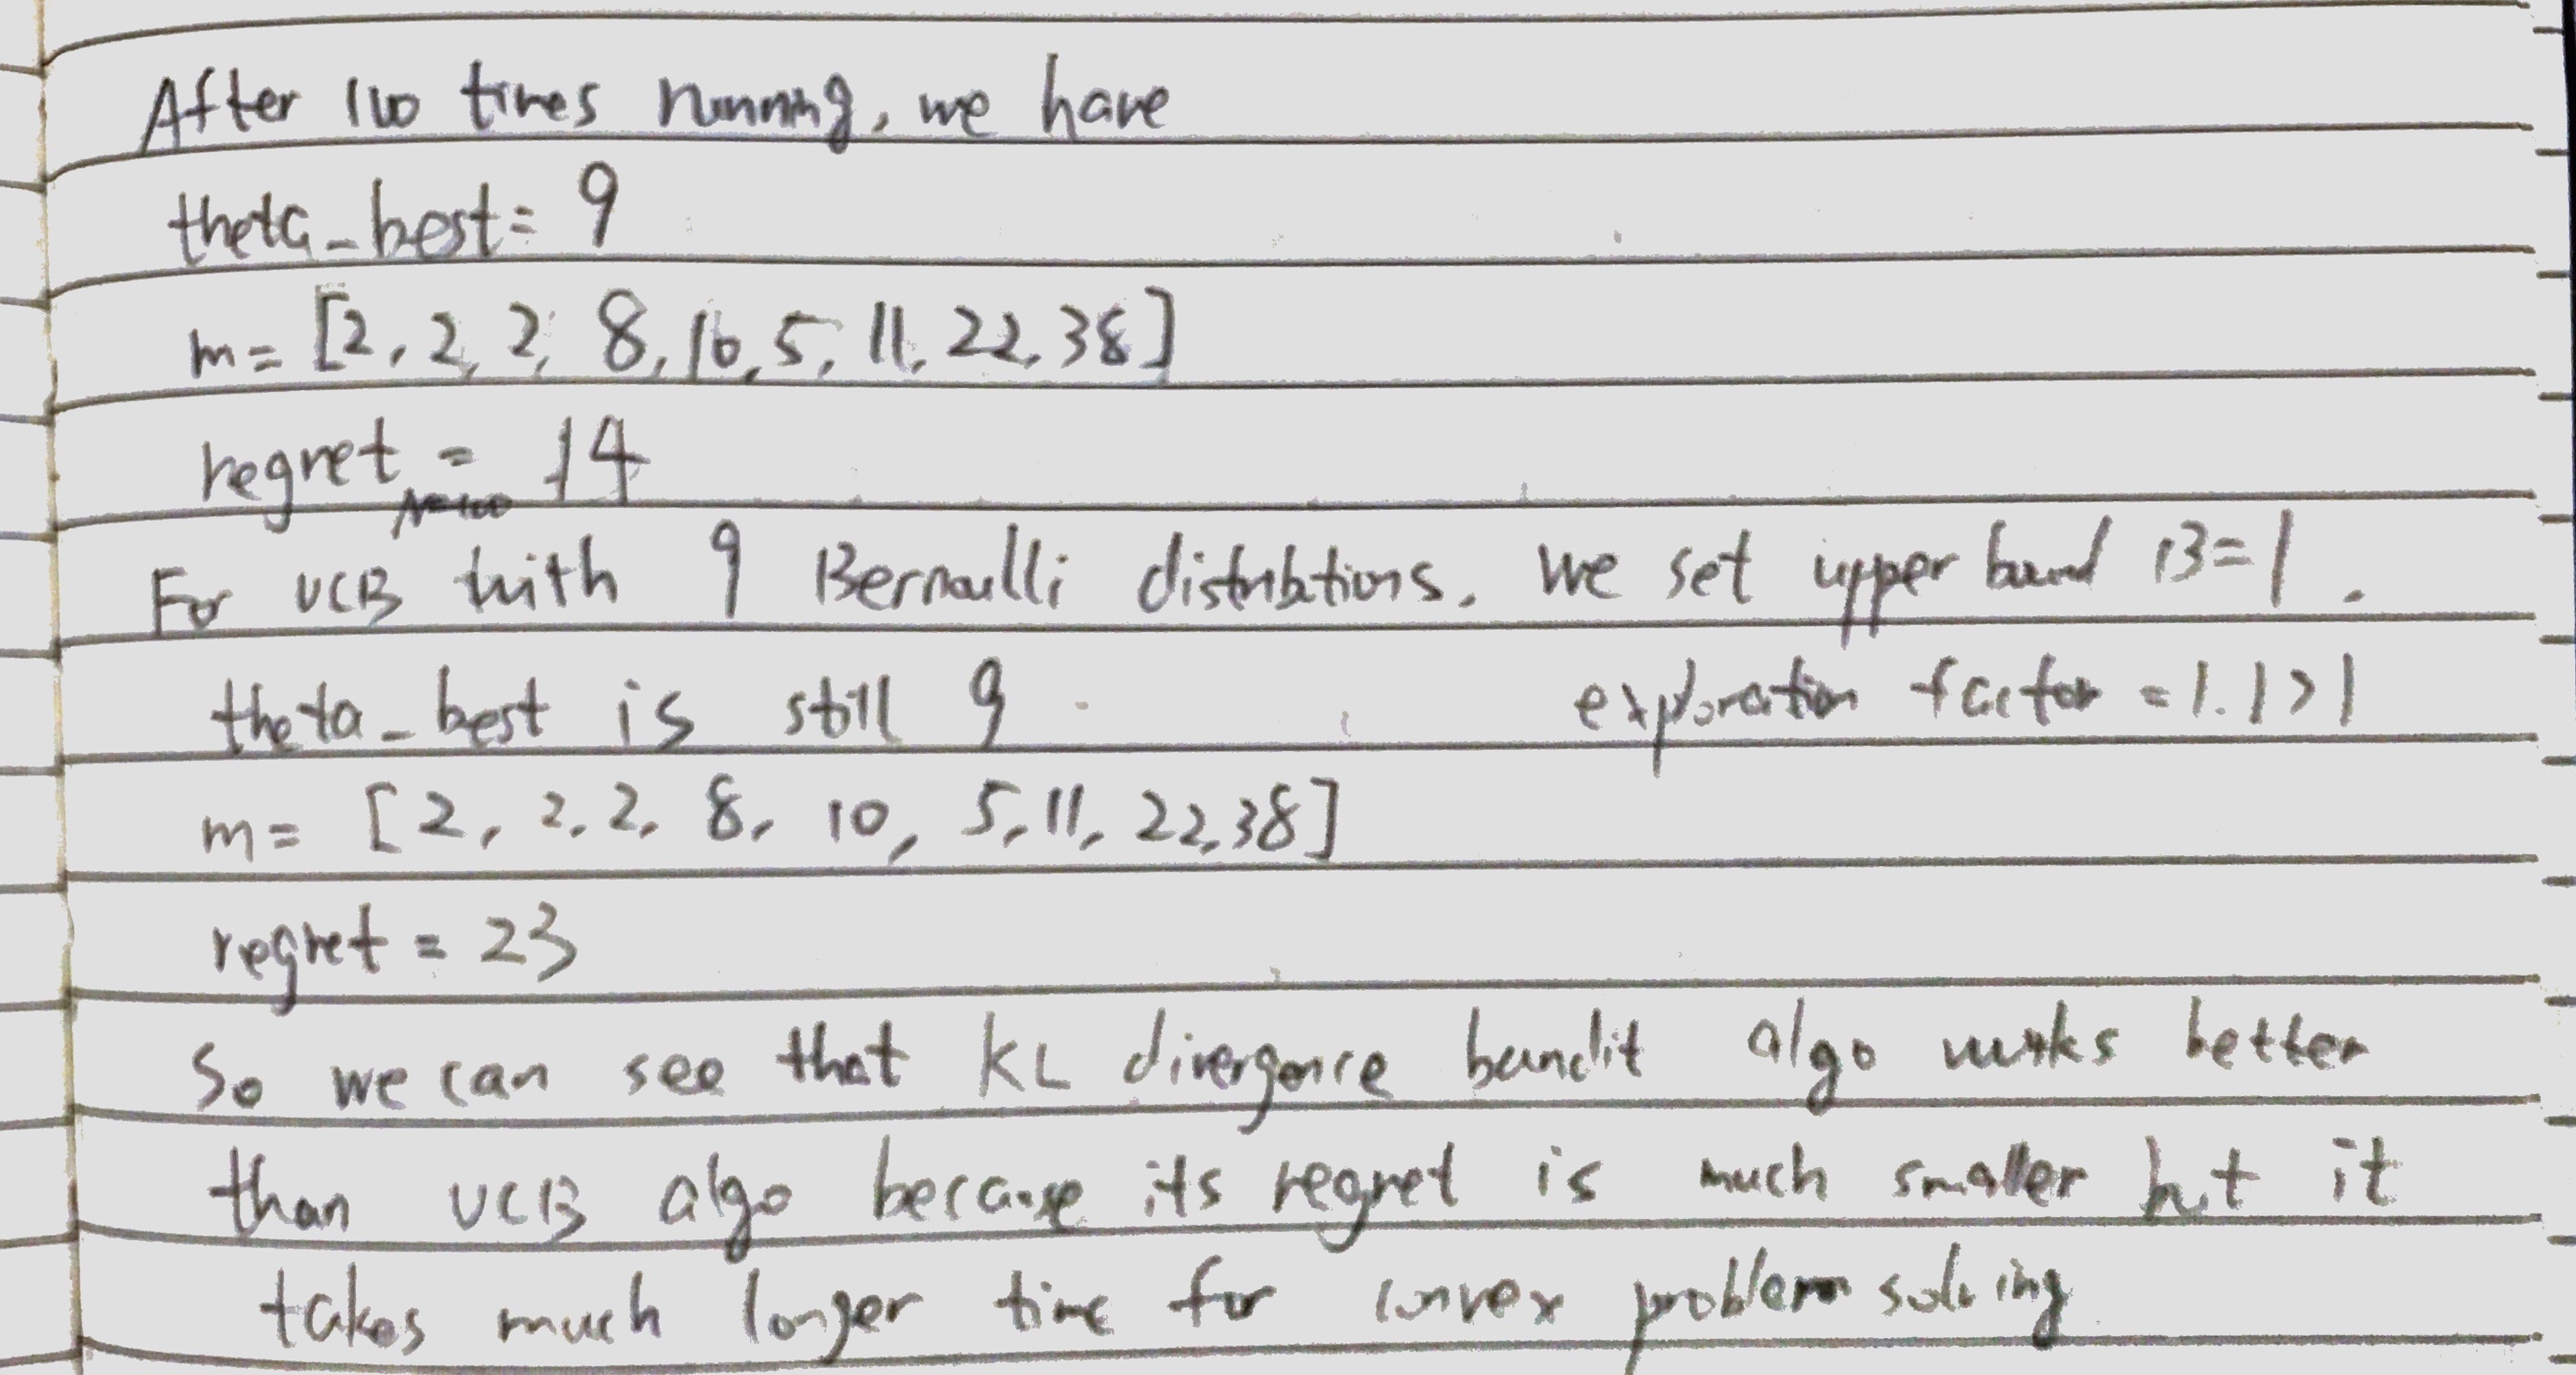 After 100 times running, we have
theta_best = 9
m = [2, 2, 2, 8, 10, 5, 11, 22, 38]
regret = 14
For UCB with 9 Bernoulli distribtions. We set upper bound B=1.
theta_best is still 9 exploration factor = 1.1>1
m = [2, 2, 2, 8, 10, 5, 11, 22, 38]
regret = 23
So we can see that KL divergence bandit algo works better
than UCB algo because its regret is much smaller but it
takes much longer time for convex problem solving